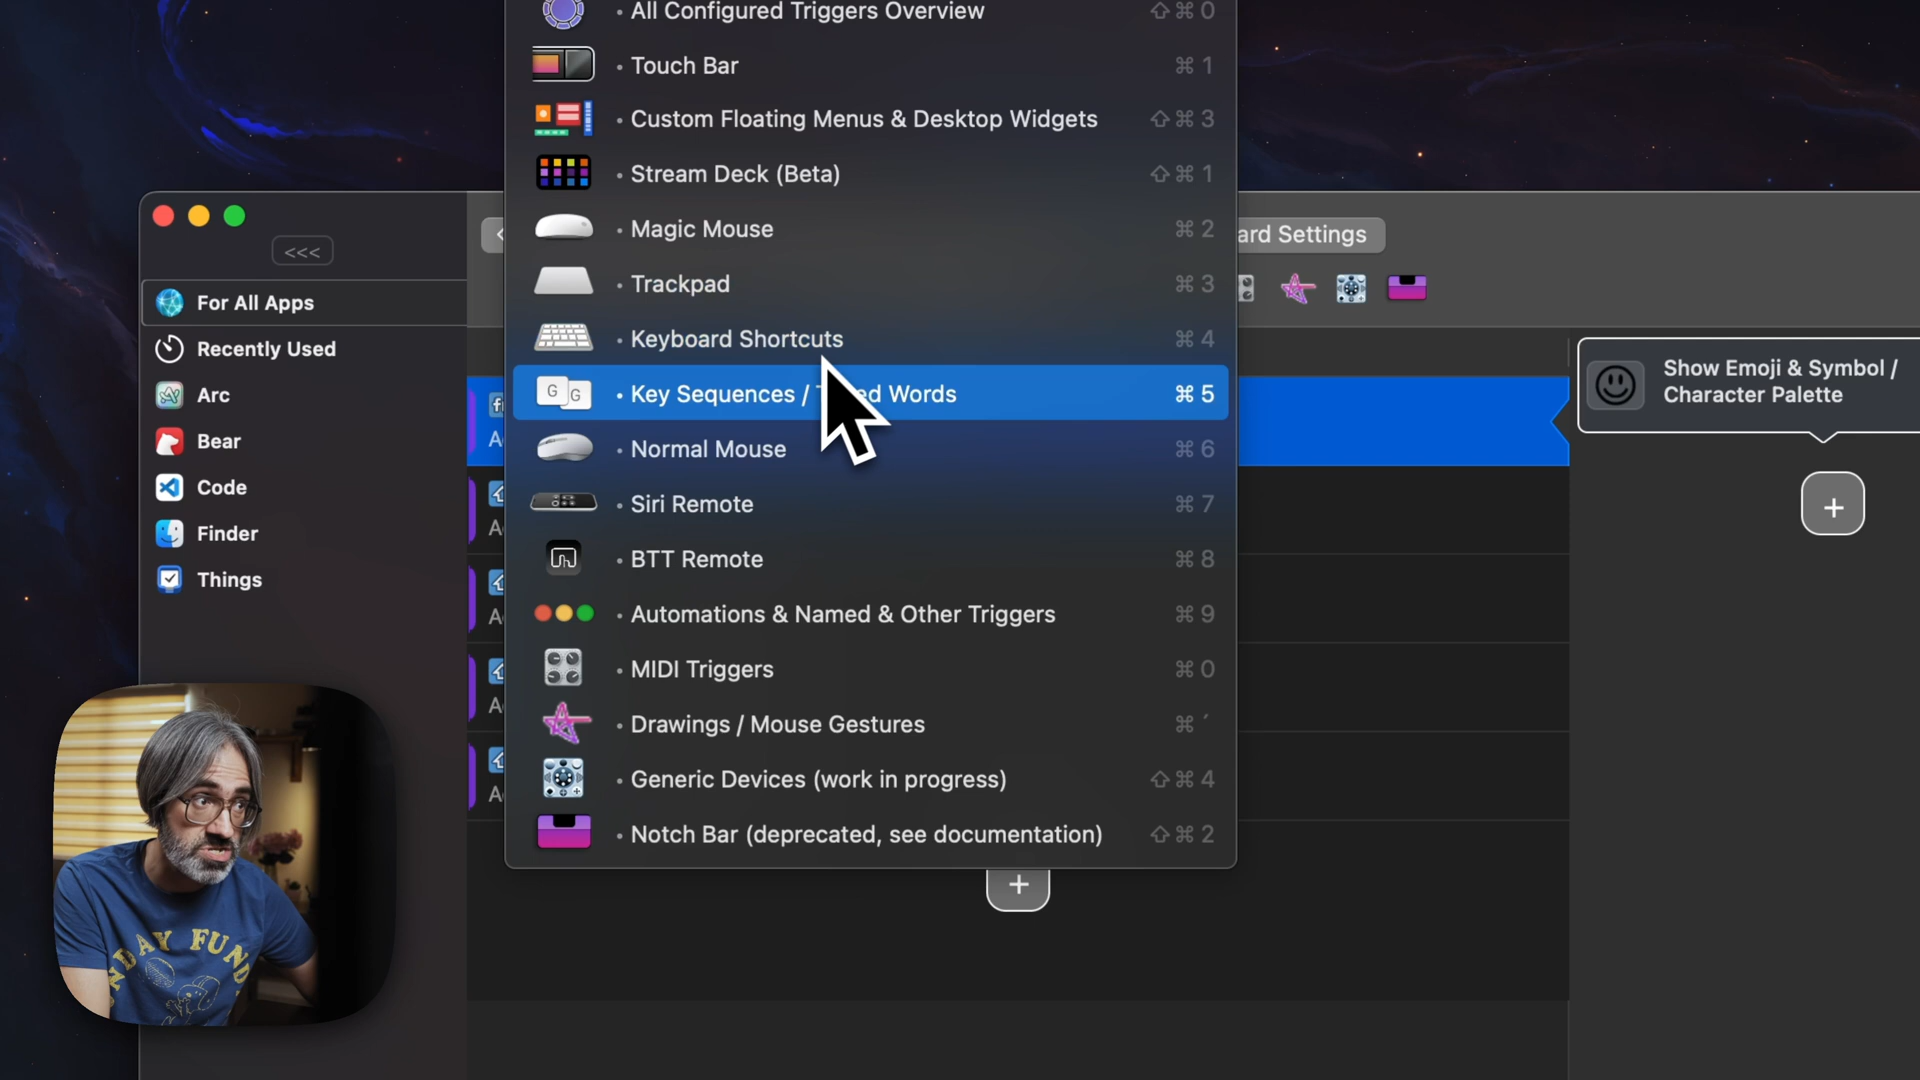 • All Configured Triggers Overview ⇧⌘0
• Touch Bar ⌘1
• Custom Floating Menus & Desktop Widgets ⇧⌘3
• Stream Deck (Beta) ⇧⌘1
• Magic Mouse ⌘2
• Trackpad ⌘3
• Keyboard Shortcuts ⌘4
G G • Key Sequences / T ed Words ⌘5
• Normal Mouse ⌘6
• Siri Remote ⌘7
• BTT Remote ⌘8
• Automations & Named & Other Triggers ⌘9
• MIDI Triggers ⌘0
• Drawings / Mouse Gestures ⌘´
• Generic Devices (work in progress) ⇧⌘4
• Notch Bar (deprecated, see documentation) ⇧⌘2
<<<
For All Apps
Recently Used
Arc
Bear
Code
Finder
Things
ard Settings
Show Emoji & Symbol /
Character Palette
+
+
NDAY FUND